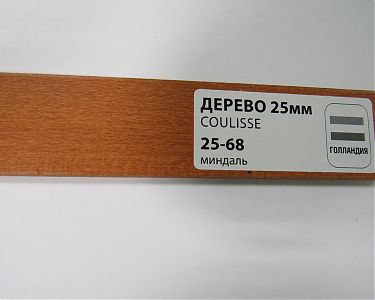 ДЕРЕВО 25мм
COULISSE
25-68
миндаль
ГОЛЛАНДИЯ